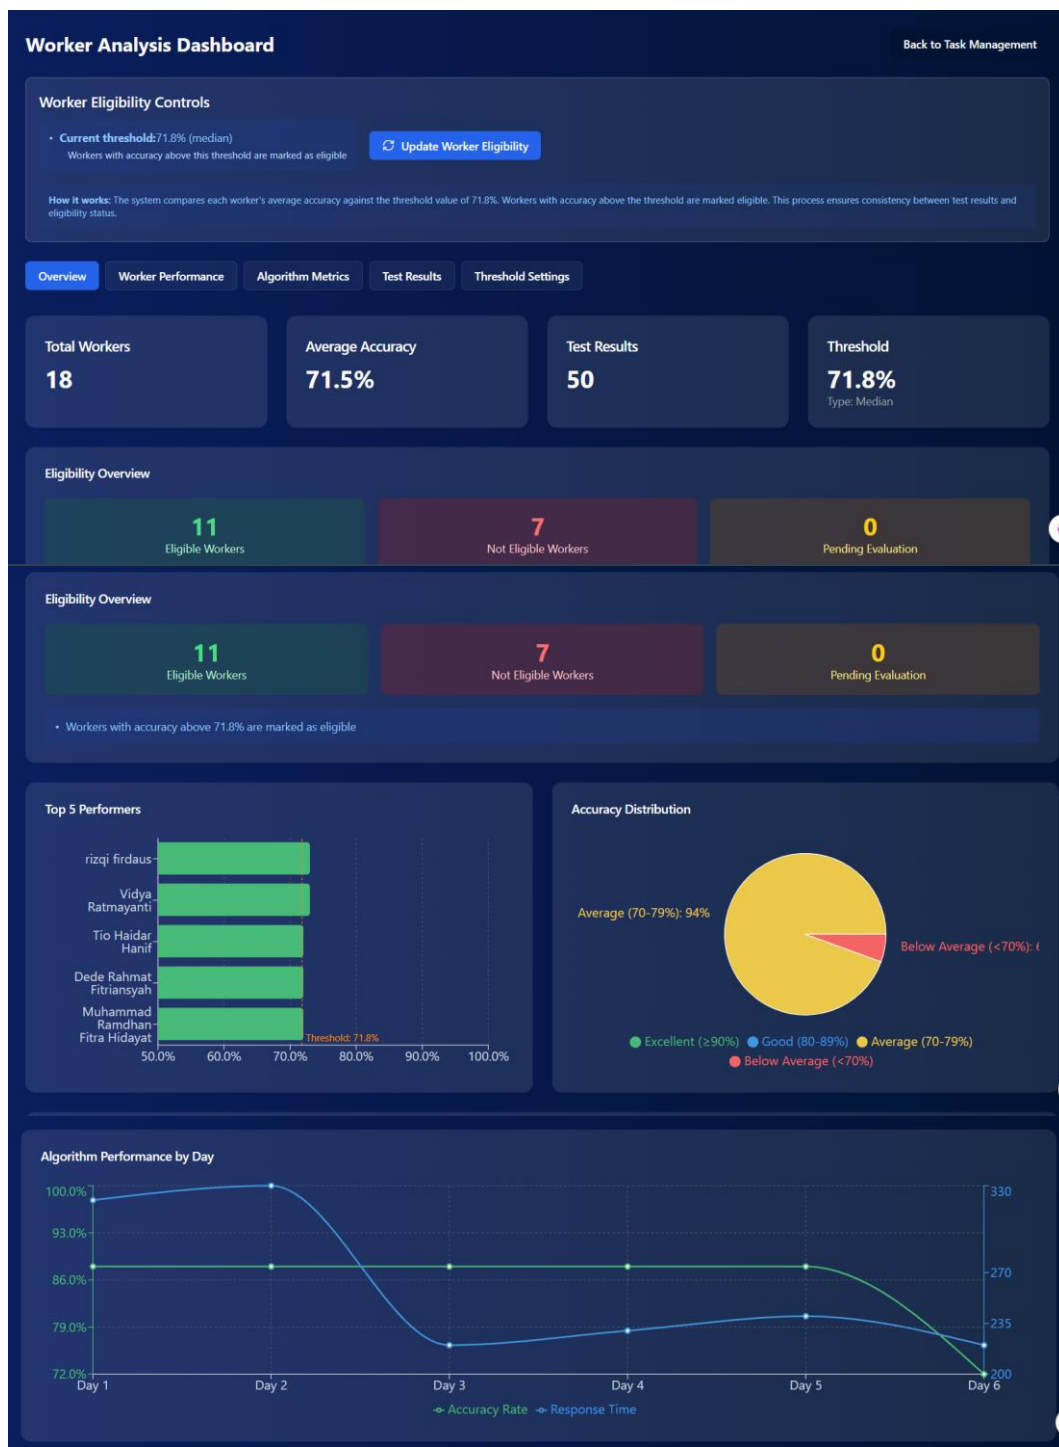 Worker Analysis Dashboard
Back to Task Management
Worker Eligibility Controls
• Current threshold:71.8% (median)
Workers with accuracy above this threshold are marked as eligible
Update Worker Eligibility
How it works: The system compares each worker's average accuracy against the threshold value of 71.8%. Workers with accuracy above the threshold are marked eligible. This process ensures consistency between test results and
eligibility status.
Overview Worker Performance Algorithm Metrics Test Results Threshold Settings
Total Workers
18
Average Accuracy
71.5%
Test Results
50
Threshold
71.8%
Type: Median
Eligibility Overview
11
Eligible Workers
7
Not Eligible Workers
0
Pending Evaluation
Eligibility Overview
11
Eligible Workers
7
Not Eligible Workers
0
Pending Evaluation
• Workers with accuracy above 71.8% are marked as eligible
Top 5 Performers
rizqi firdaus
Vidya
Ratmayanti
Tio Haidar
Hanif
Dede Rahmat
Fitriansyah
Muhammad
Ramdhan
Fitra Hidayat
Threshold: 71.8%
50.0% 60.0% 70.0% 80.0% 90.0% 100.0%
Accuracy Distribution
Average (70-79%): 94%
Below Average (<70%):
Excellent (≥90%) Good (80-89%) Average (70-79%)
Below Average (<70%)
Algorithm Performance by Day
100.0%
93.0%
86.0%
79.0%
72.0%
330
270
235
200
Day 1 Day 2 Day 3 Day 4 Day 5 Day 6
Accuracy Rate Response Time